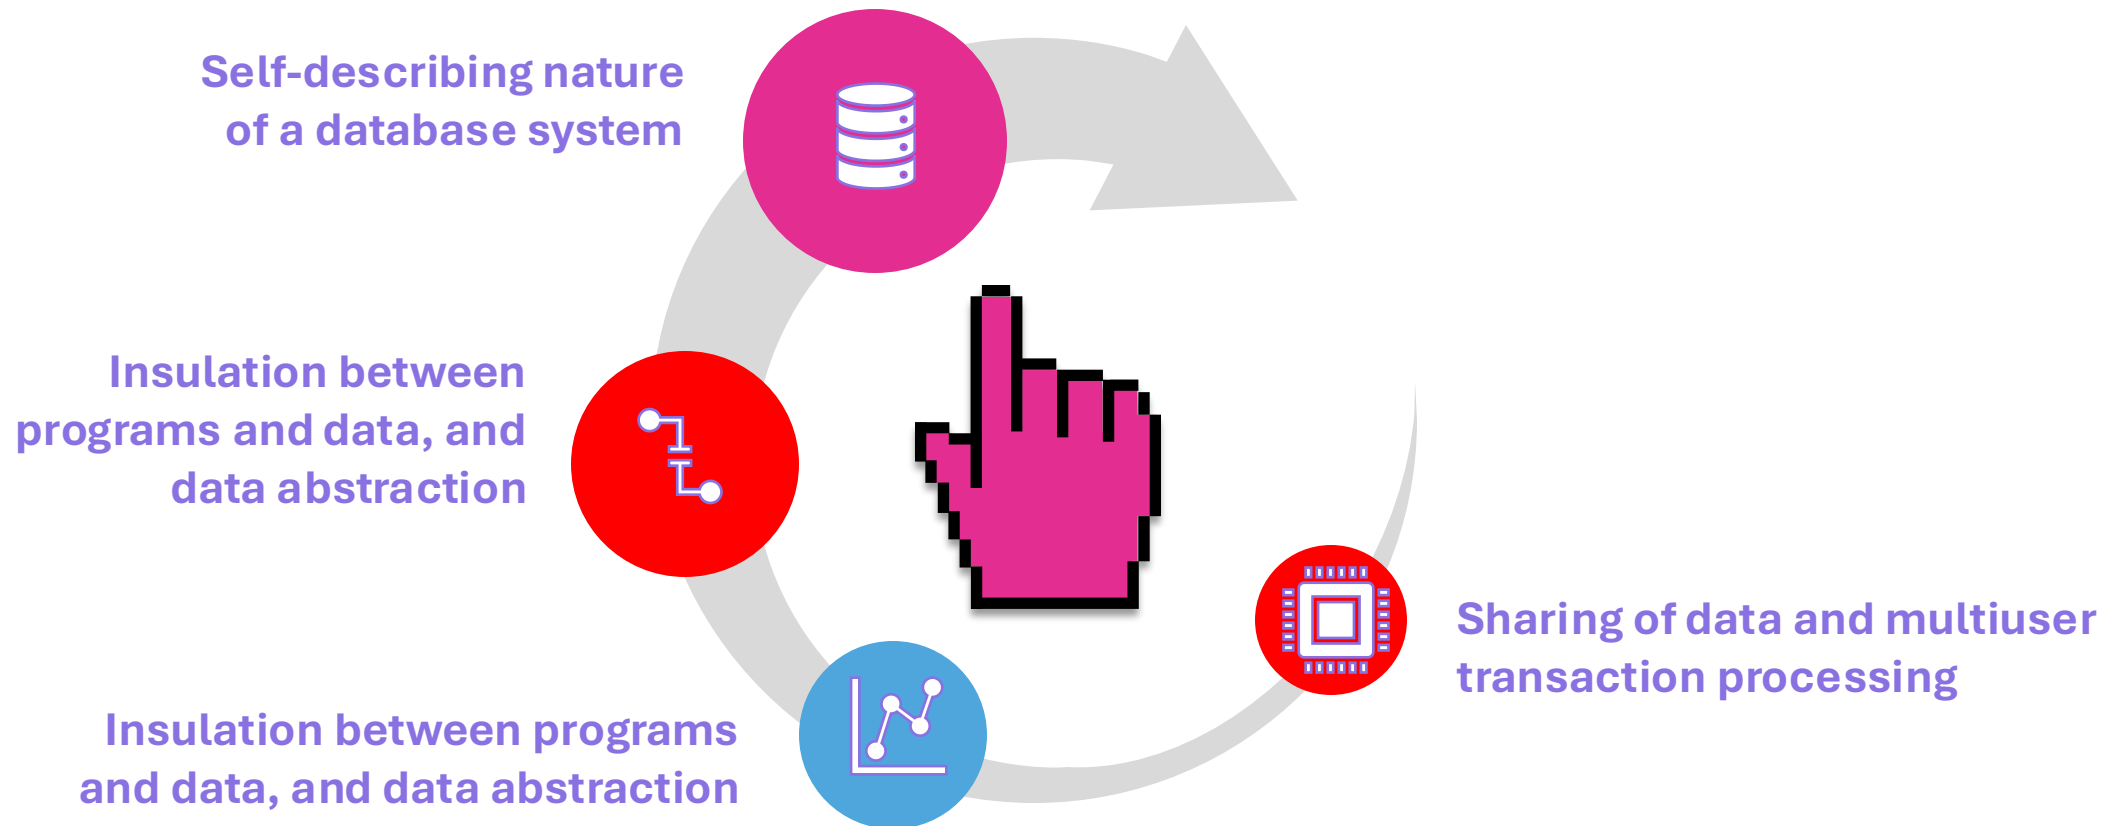 Self-describing nature
of a database system
Insulation between
programs and data, and
data abstraction
Insulation between programs
and data, and data abstraction
Sharing of data and multiuser
transaction processing